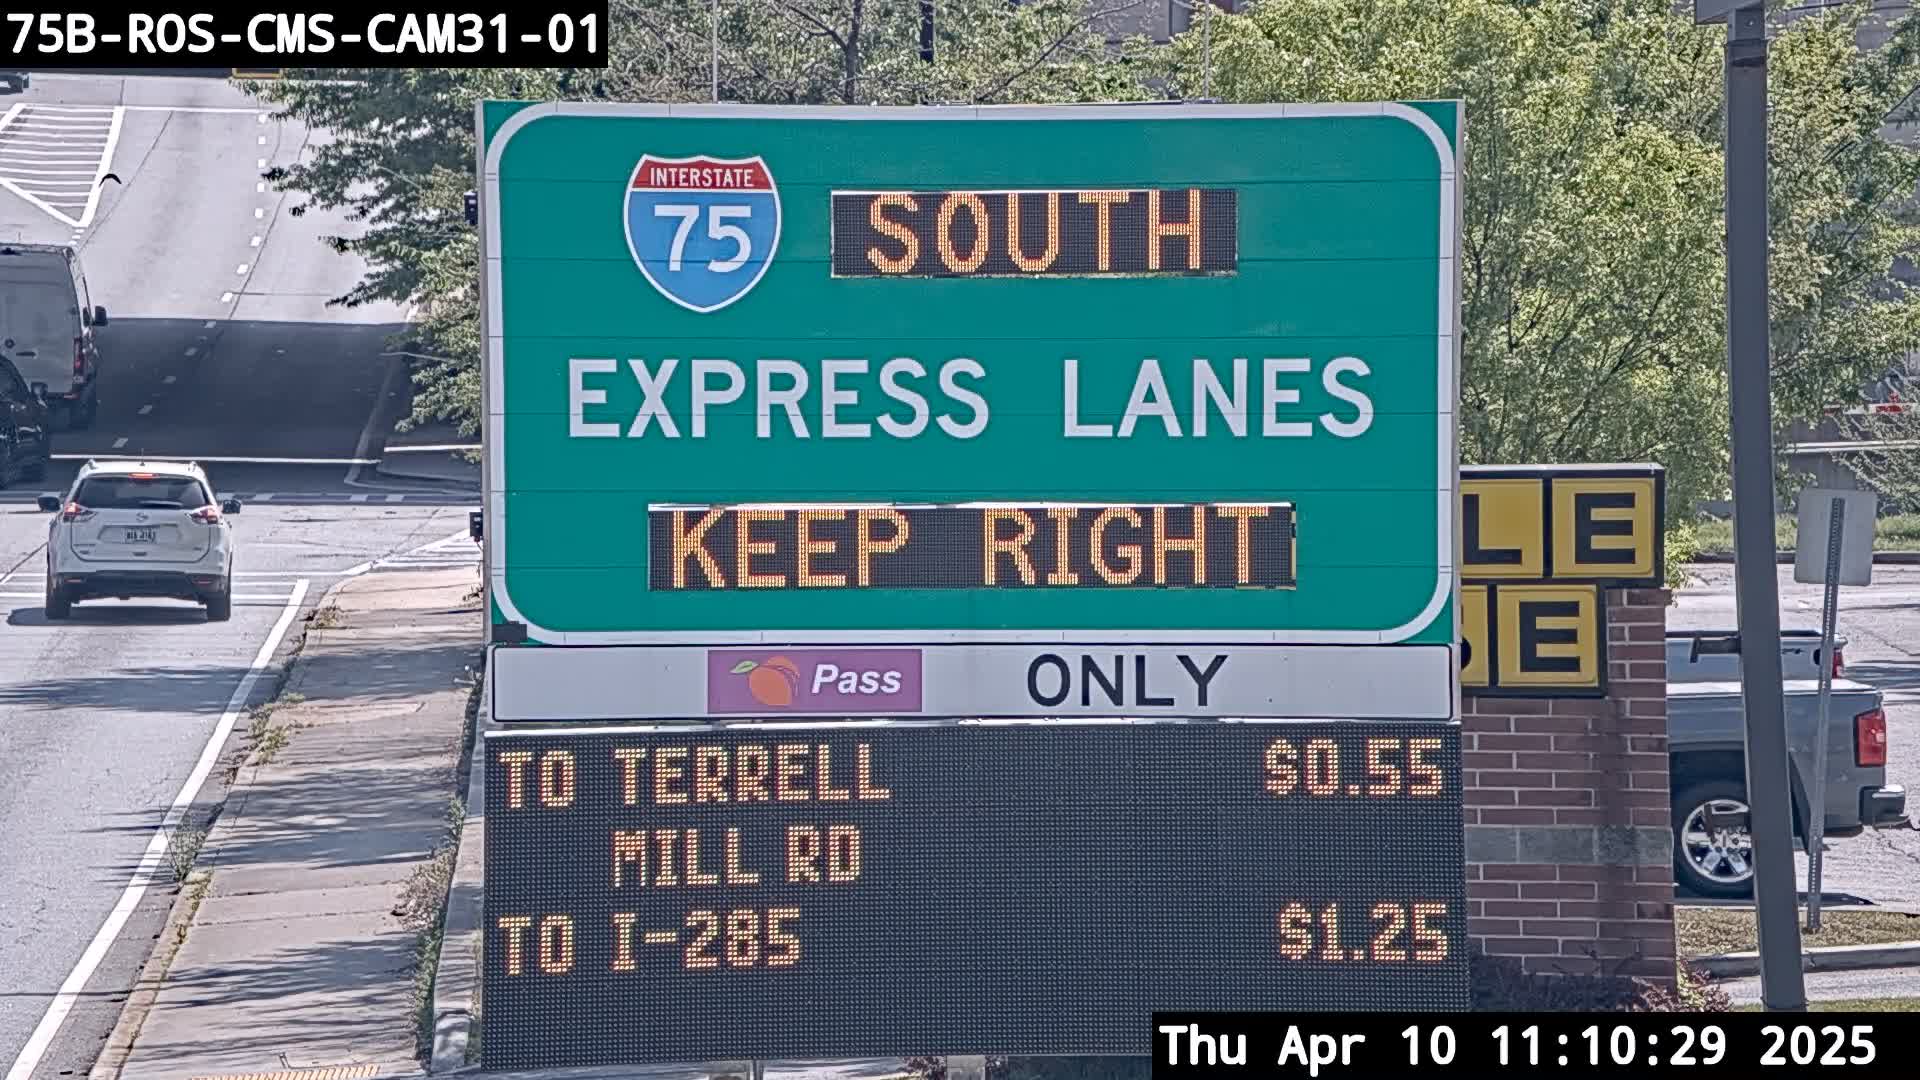 75B-ROS-CMS-CAM31-01
INTERSTATE
75
SOUTH
EXPRESS LANES
KEEP RIGHT
LE
E
Pass ONLY
TO TERRELL $0.55
MILL RD
TO I-285 $1.25
Thu Apr 10 11:10:29 2025